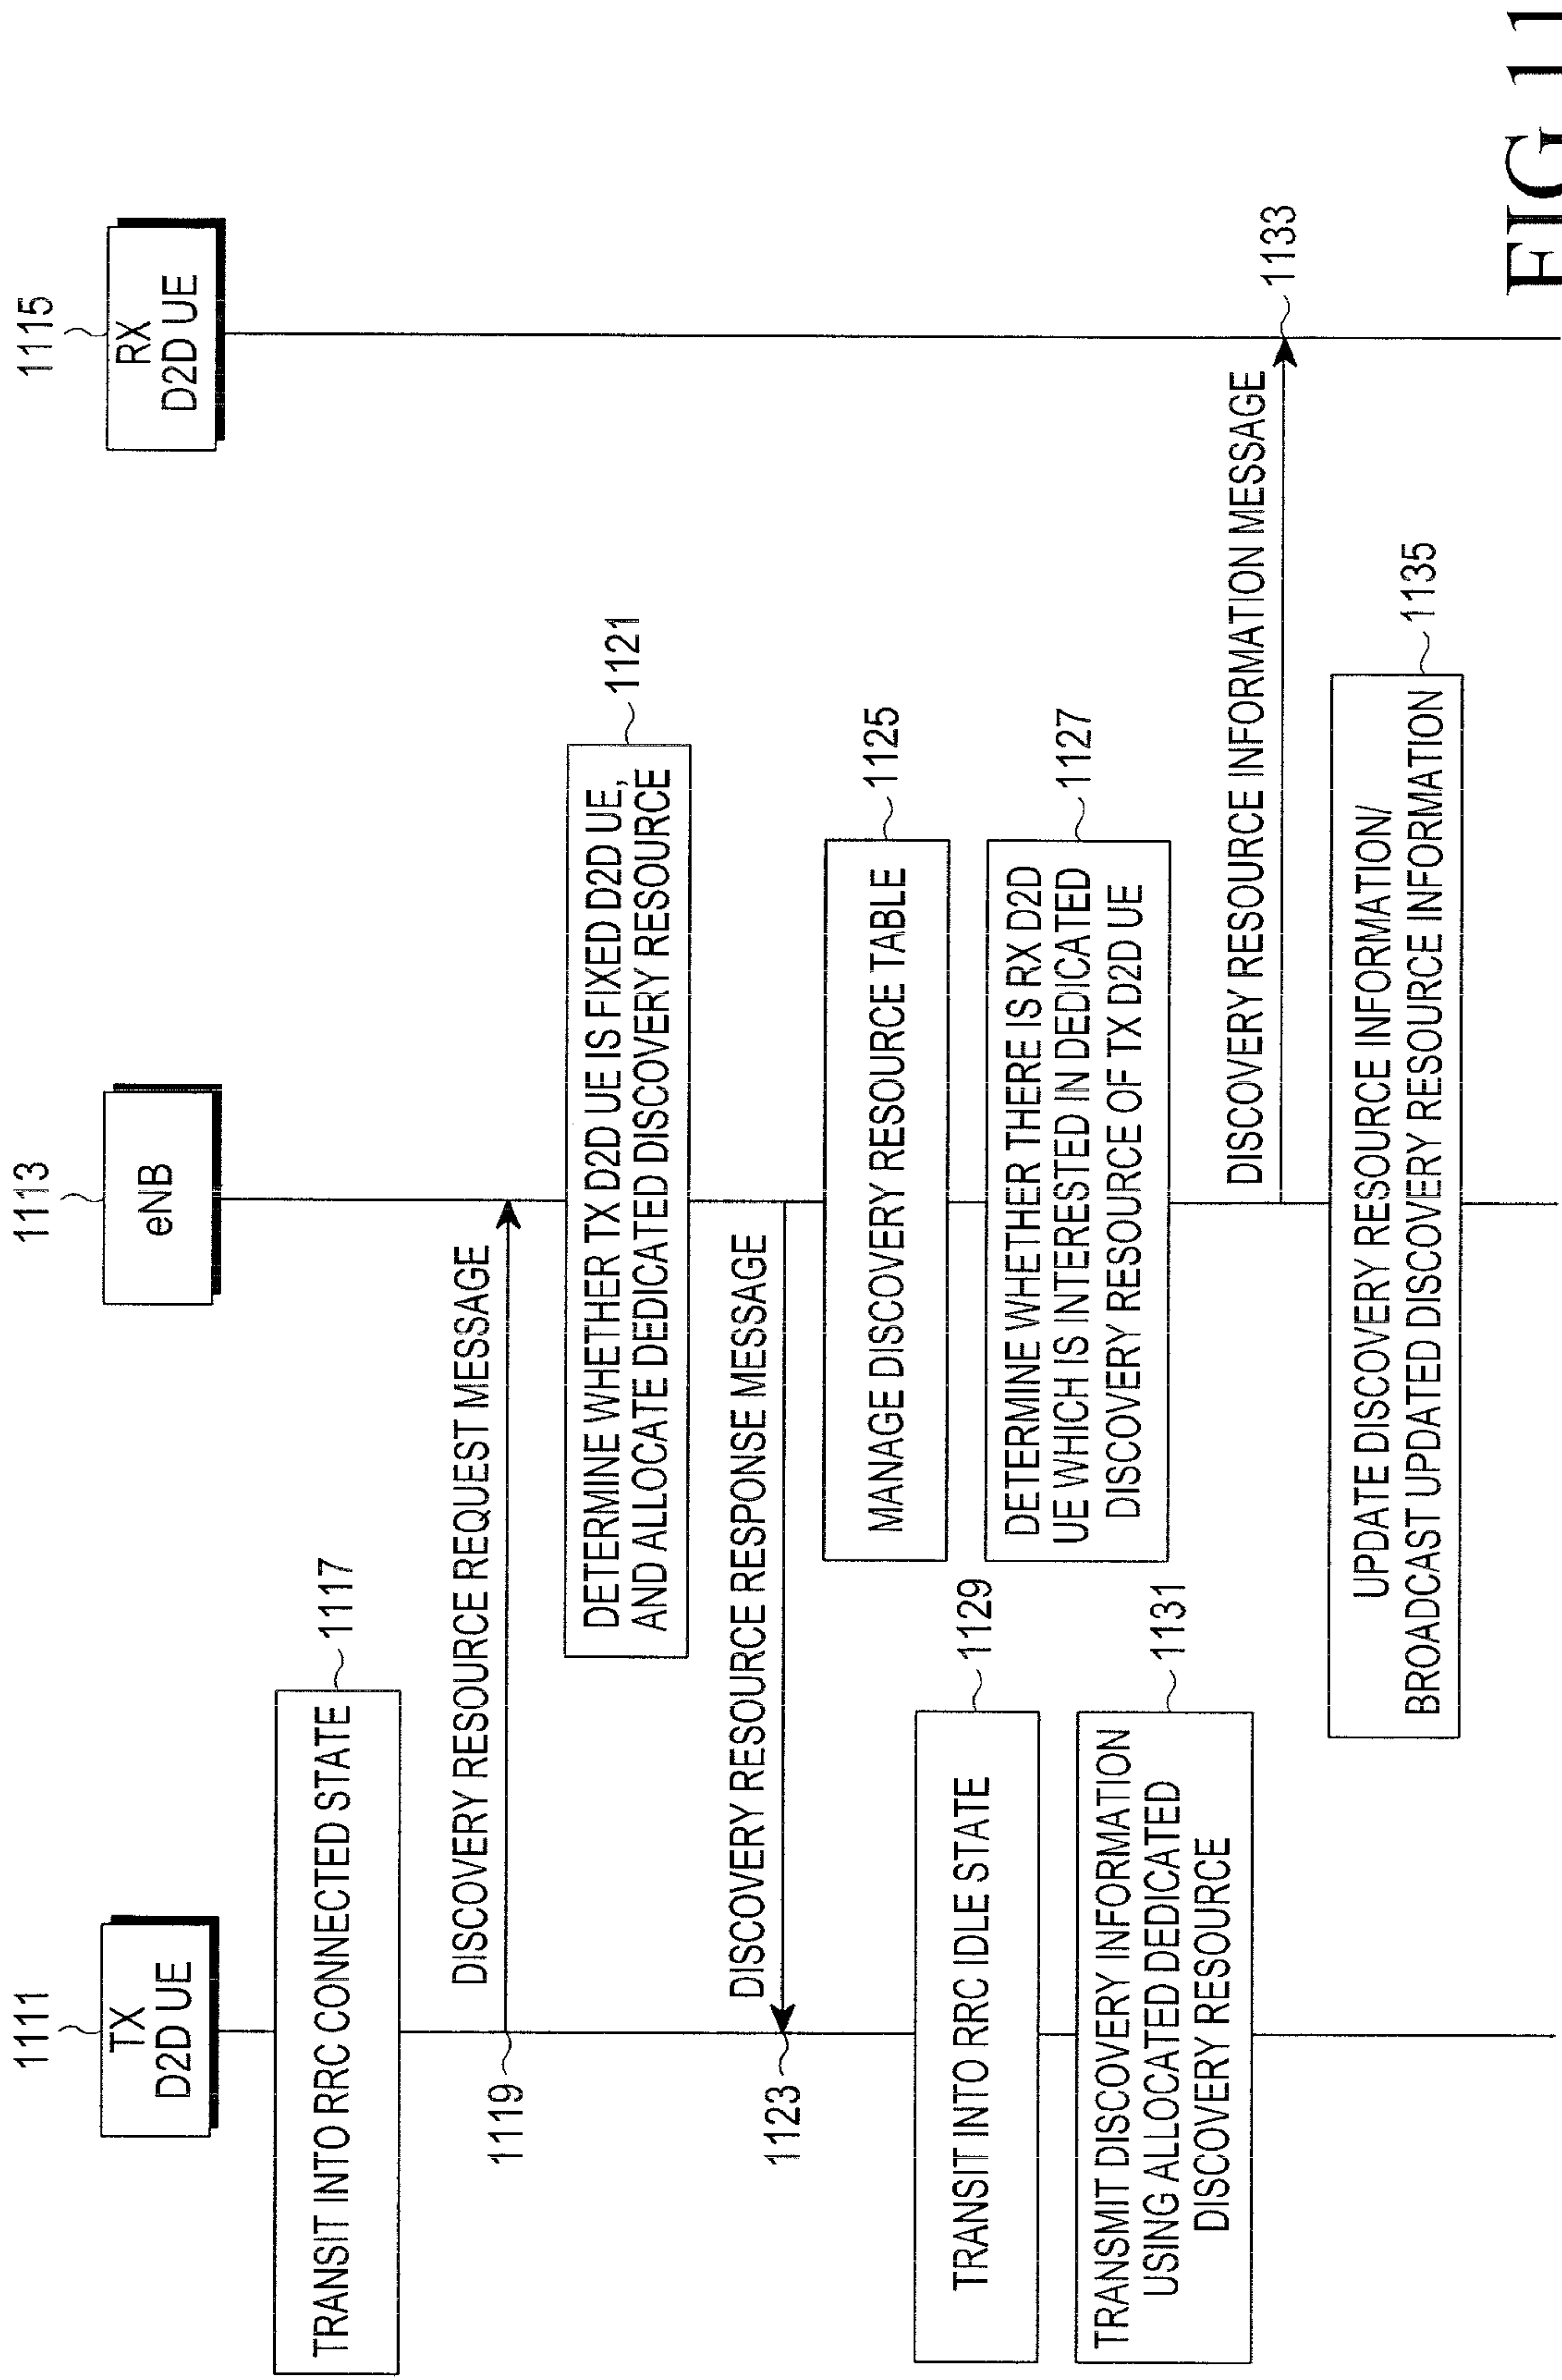 1111
TX
D2D UE
1113
eNB
1115
RX
D2D UE
TRANSIT INTO RRC CONNECTED STATE
1117
DISCOVERY RESOURCE REQUEST MESSAGE
1119
DETERMINE WHETHER TX D2D UE IS FIXED D2D UE,
AND ALLOCATE DEDICATED DISCOVERY RESOURCE
1121
DISCOVERY RESOURCE RESPONSE MESSAGE
1123
MANAGE DISCOVERY RESOURCE TABLE
1125
DETERMINE WHETHER THERE IS RX D2D
UE WHICH IS INTERESTED IN DEDICATED
DISCOVERY RESOURCE OF TX D2D UE
1127
TRANSIT INTO RRC IDLE STATE
1129
TRANSMIT DISCOVERY INFORMATION
USING ALLOCATED DEDICATED
DISCOVERY RESOURCE
1131
DISCOVERY RESOURCE INFORMATION MESSAGE
1133
UPDATE DISCOVERY RESOURCE INFORMATION/
BROADCAST UPDATED DISCOVERY RESOURCE INFORMATION
1135
FIG.11